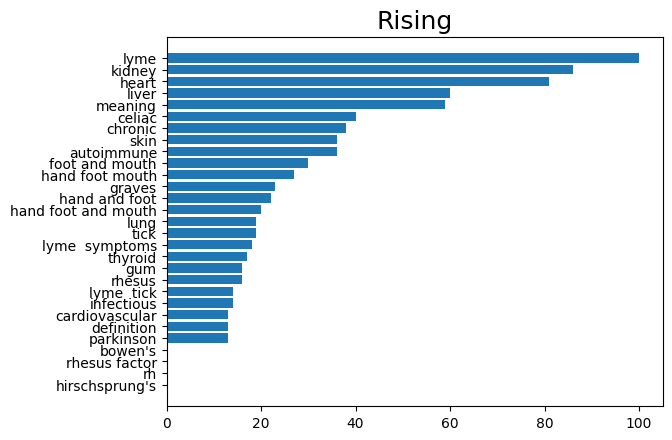 Rising
lyme
kidney
heart
liver
meaning
celiac
chronic
skin
autoimmune
foot and mouth
hand foot mouth
graves
hand and foot
hand foot and mouth
lung
tick
lyme  symptoms
thyroid
gum
rhesus
lyme  tick
infectious
cardiovascular
definition
parkinson
bowen's
rhesus factor
rh
hirschsprung's
0 20 40 60 80 100